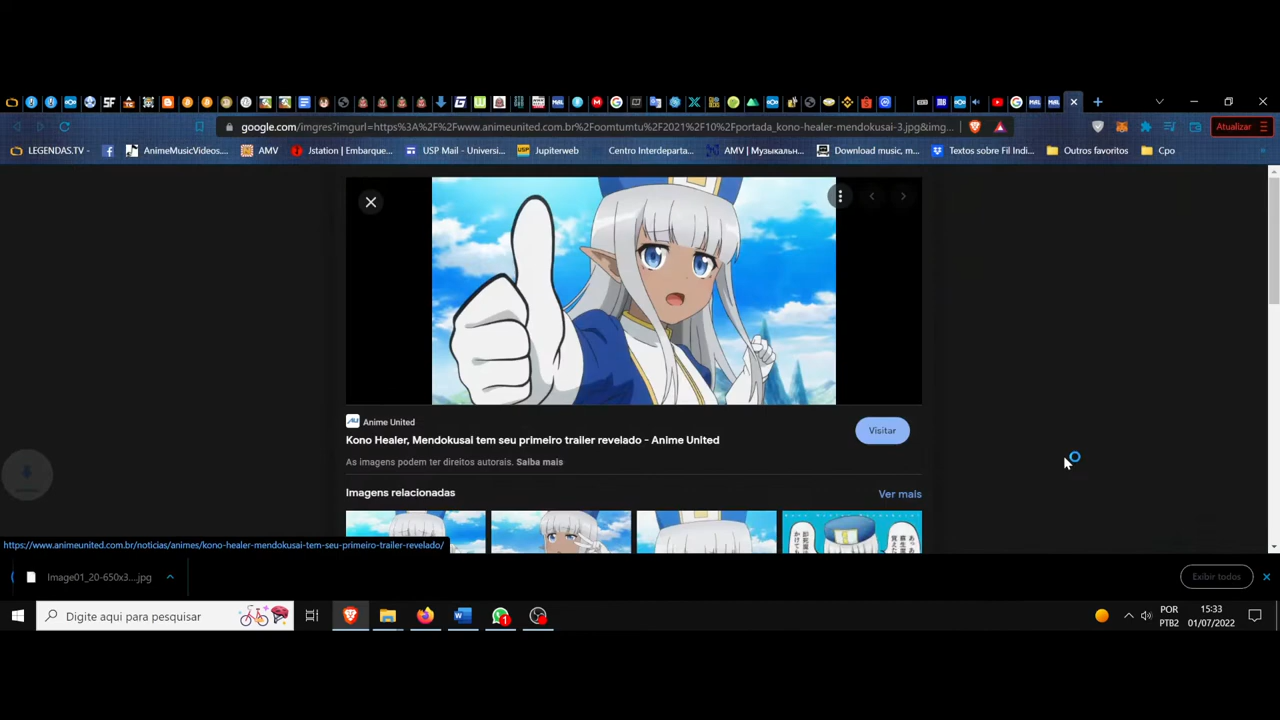 google.com/imgres?imgurl=https%3A%2F%2Fwww.animeunited.com.br%2Foomtumtu%2F2021%2F10%2Fportada_kono-healer-mendokusai-3.jpg&img...
Atualizar
LEGENDAS.TV -
AnimeMusicVideos...
AMV
Jstation | Embarque...
USP Mail - Universi...
Jupiterweb
Centro Interdeparta...
AMV | Музыкальн...
Download music, m...
Textos sobre Fil Indi...
Outros favoritos
Cpo
Anime United
Kono Healer, Mendokusai tem seu primeiro trailer revelado - Anime United
Visitar
As imagens podem ter direitos autorais. Saiba mais
Imagens relacionadas
Ver mais
https://www.animeunited.com.br/noticias/animes/kono-healer-mendokusai-tem-seu-primeiro-trailer-revelado/
Image01_20-650x3....jpg
Exibir todos
Digite aqui para pesquisar
POR
PTB2
15:33
01/07/2022